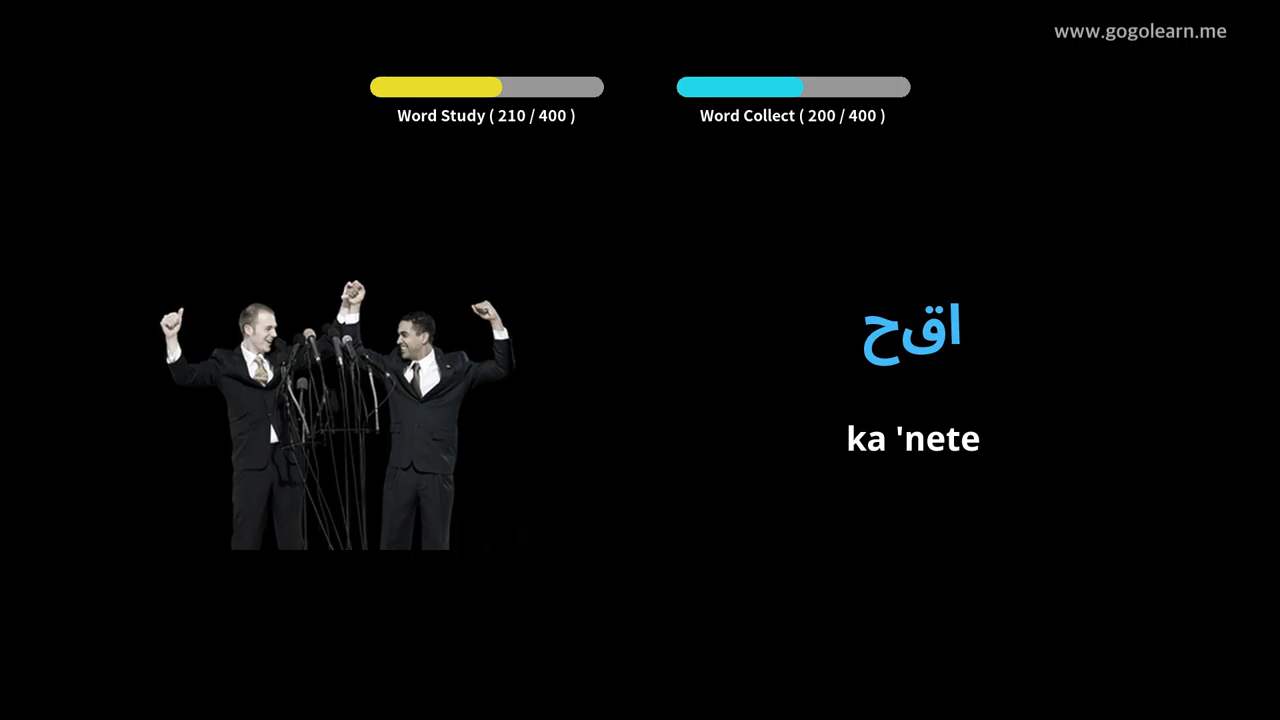 www.gogolearn.me
Word Study ( 210 / 400 )
Word Collect ( 200 / 400 )
اقح
ka 'nete